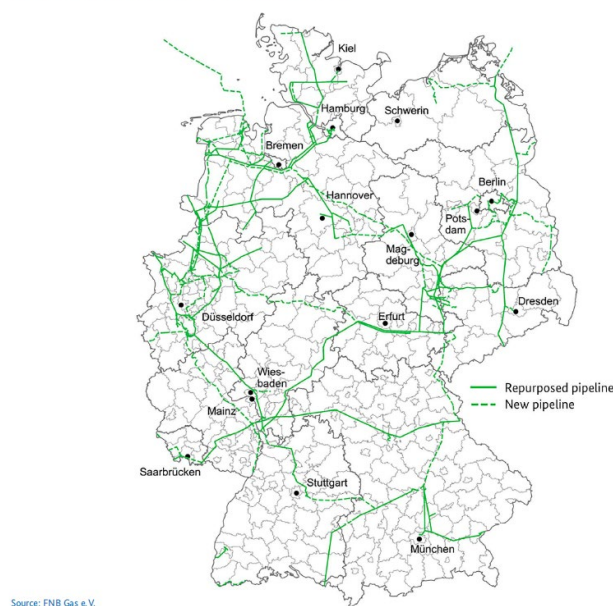 Kiel
Hamburg
Schwerin
Bremen
Berlin
Hannover
Pots-
dam
Mag-
deburg
Düsseldorf
Erfurt
Dresden
Wies-
baden
Repurposed pipeline
Mainz
New pipeline
Saarbrücken
Stuttgart
München
Source: FNB Gas e.V.